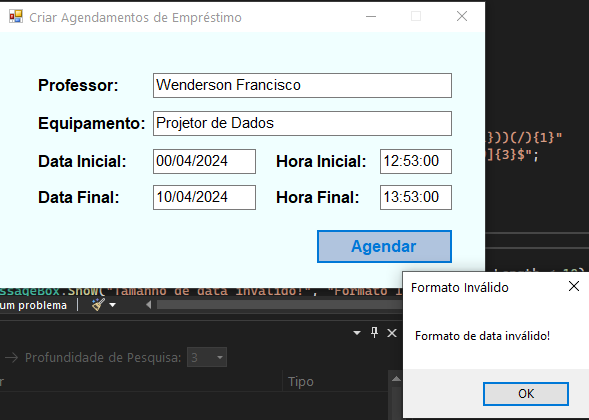 Criar Agendamentos de Empréstimo
Professor: Wenderson Francisco
Equipamento: Projetor de Dados
Data Inicial: 00/04/2024 Hora Inicial: 12:53:00
Data Final: 10/04/2024 Hora Final: 13:53:00
Agendar
}))(/){1}"
]{3}$";
ssageBox.Show("Tamanho de data inválido!", "Formato I
um problema
Formato Inválido
Formato de data inválido!
OK
Profundidade de Pesquisa: 3
Tipo